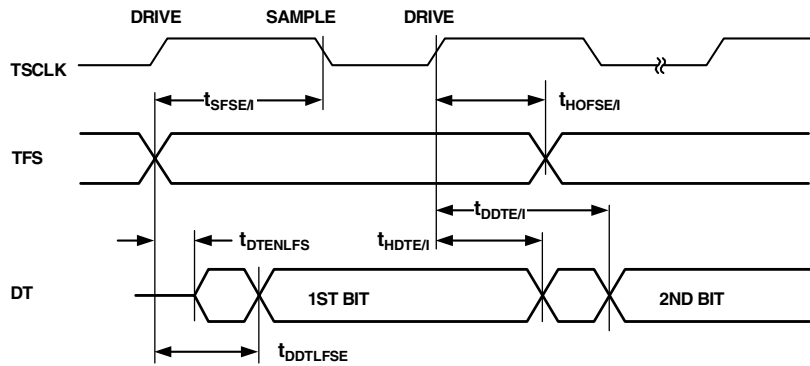 DRIVE SAMPLE DRIVE
TSCLK
tSFSE/I tHOFSE/I
TFS
tDDTE/I
tDTENLFS tHDTE/I
DT 1ST BIT 2ND BIT
tDDTLFSE